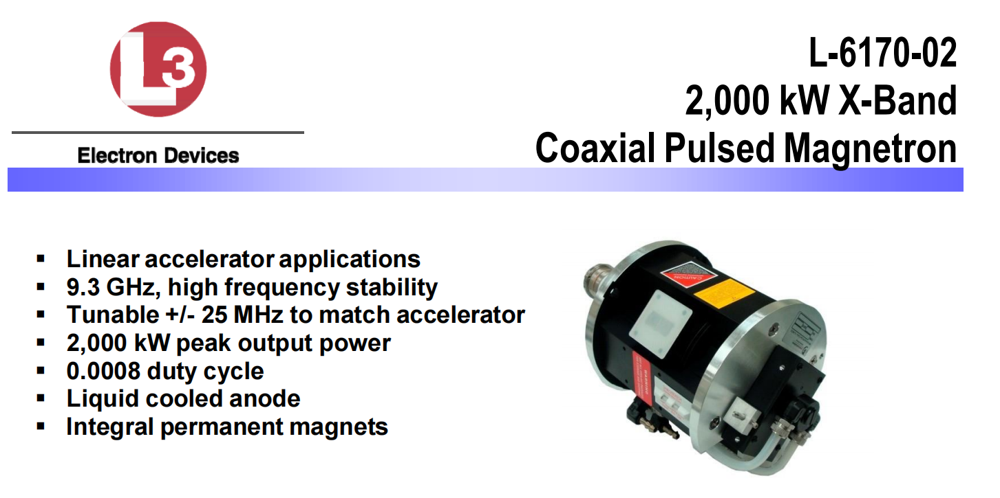 L3
Electron Devices
L-6170-02
2,000 kW X-Band
Coaxial Pulsed Magnetron
▪ Linear accelerator applications
▪ 9.3 GHz, high frequency stability
▪ Tunable +/- 25 MHz to match accelerator
▪ 2,000 kW peak output power
▪ 0.0008 duty cycle
▪ Liquid cooled anode
▪ Integral permanent magnets
CAUTION
WARNING